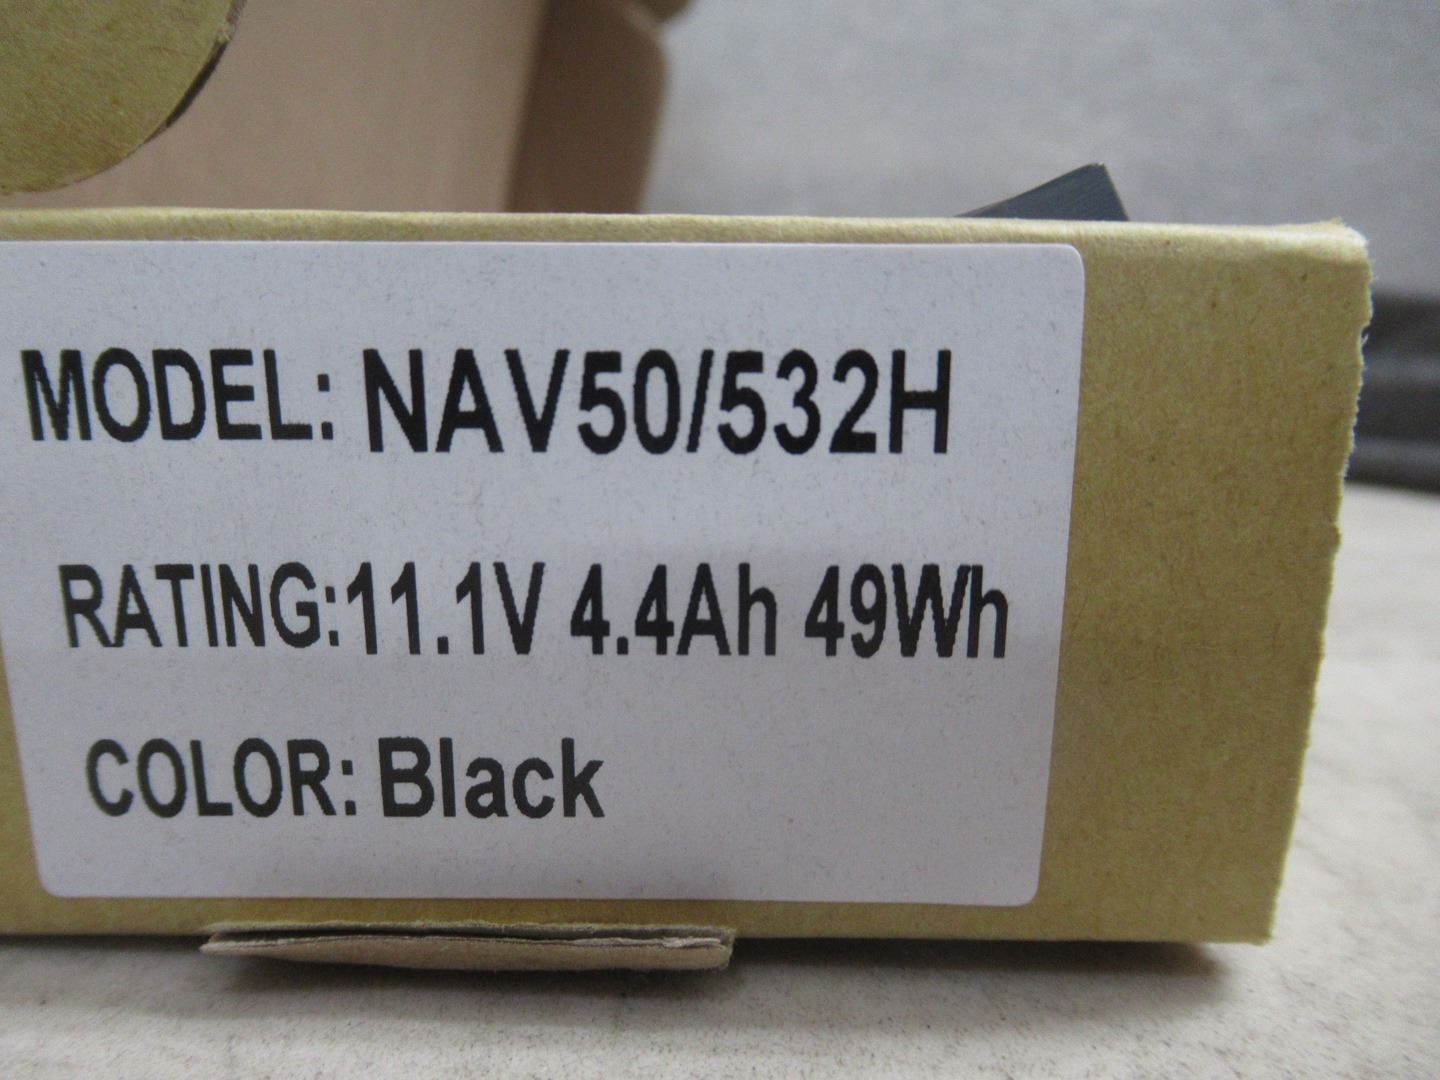 MODEL: NAV50/532H
RATING:11.1V 4.4Ah 49Wh
COLOR: Black